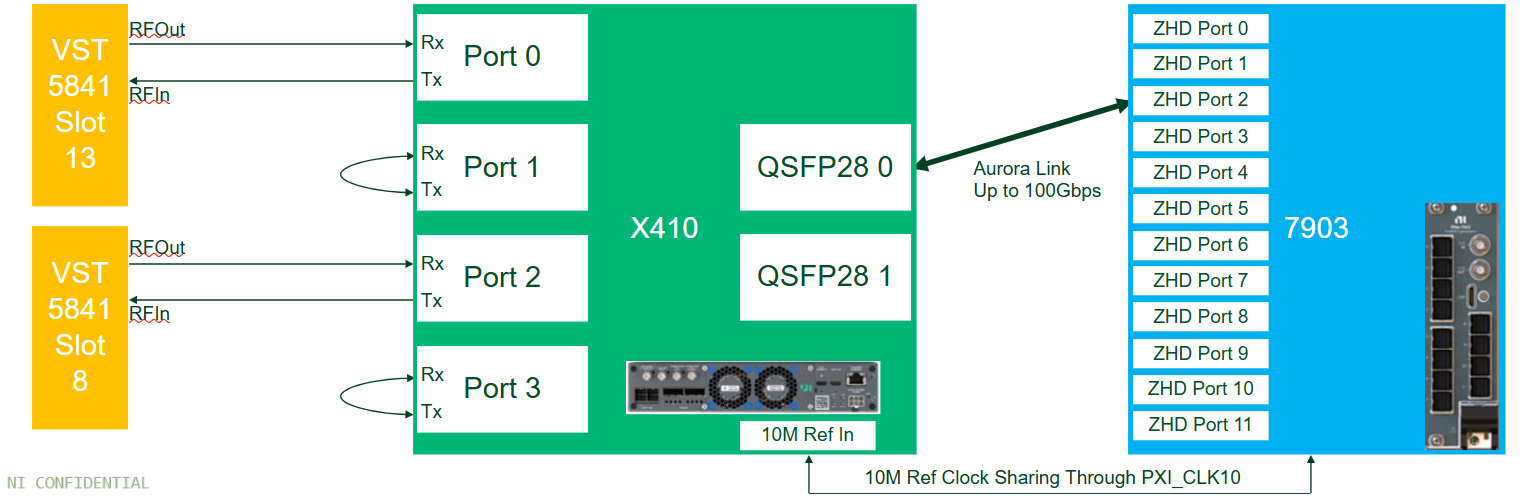 VST
5841
Slot
13
RFOut
RFIn
VST
5841
Slot
8
RFOut
RFIn
Rx
Tx
Port 0
Rx
Tx
Port 1
Rx
Tx
Port 2
Rx
Tx
Port 3
X410
QSFP28 0
QSFP28 1
10M Ref In
Aurora Link
Up to 100Gbps
ZHD Port 0
ZHD Port 1
ZHD Port 2
ZHD Port 3
ZHD Port 4
ZHD Port 5
ZHD Port 6
ZHD Port 7
ZHD Port 8
ZHD Port 9
ZHD Port 10
ZHD Port 11
7903
10M Ref Clock Sharing Through PXI_CLK10
NI CONFIDENTIAL